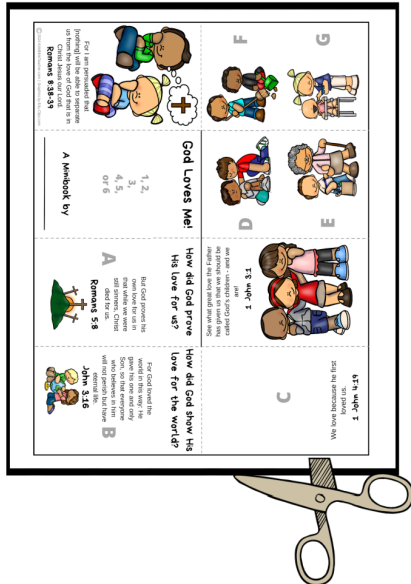 God Loves Me!
1, 2,
3,
4, 5,
or 6
A Minibook by
How did God prove
His love for us?
A
But God proves his
own love for us in
that while we were
still sinners, Christ
died for us.
Romans 5:8
How did God show His
love for the world?
For God loved the
world in this way: He
gave his one and only
Son, so that everyone
who believes in him
will not perish but have
eternal life.
B
John 3:16
C
We love because he first
loved us.
1 John 4:19
See what great love the Father
has given us that we should be
called God's children - and we
are!
1 John 3:1
D
E
F
G
For I am persuaded that
[nothing] will be able to separate
us from the love of God that is in
Christ Jesus our Lord.
Romans 8:38-39